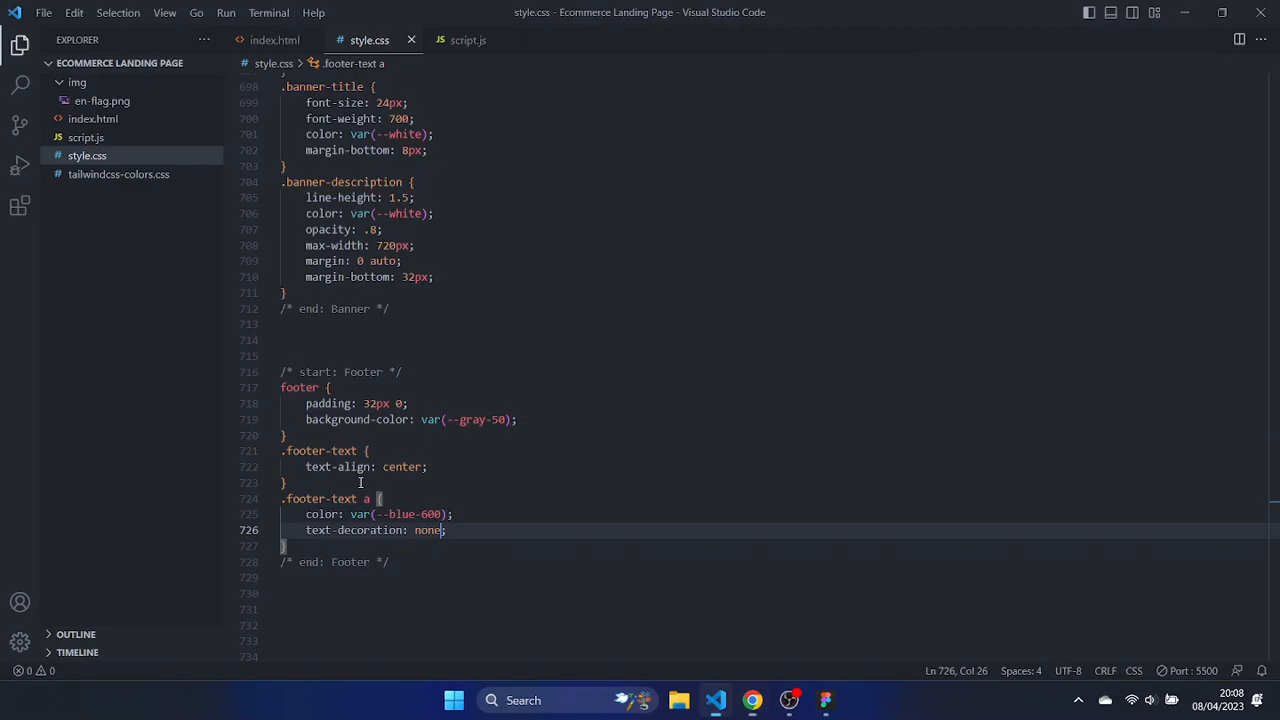 File Edit Selection View Go Run Terminal Help
style.css - Ecommerce Landing Page - Visual Studio Code
EXPLORER
ECOMMERCE LANDING PAGE
img
en-flag.png
index.html
script.js
style.css
tailwindcss-colors.css
OUTLINE
TIMELINE
index.html style.css script.js
style.css > .footer-text a
698 .banner-title {
699 font-size: 24px;
700 font-weight: 700;
701 color: var(--white);
702 margin-bottom: 8px;
703 }
704 .banner-description {
705 line-height: 1.5;
706 color: var(--white);
707 opacity: .8;
708 max-width: 720px;
709 margin: 0 auto;
710 margin-bottom: 32px;
711 }
712 /* end: Banner */
713
714
715
716 /* start: Footer */
717 footer {
718 padding: 32px 0;
719 background-color: var(--gray-50);
720 }
721 .footer-text {
722 text-align: center;
723 }
724 .footer-text a {
725 color: var(--blue-600);
726 text-decoration: none;
727 }
728 /* end: Footer */
729
730
731
732
733
734
0 0 Ln 726, Col 26 Spaces: 4 UTF-8 CRLF CSS Port : 5500
Search
20:08
08/04/2023